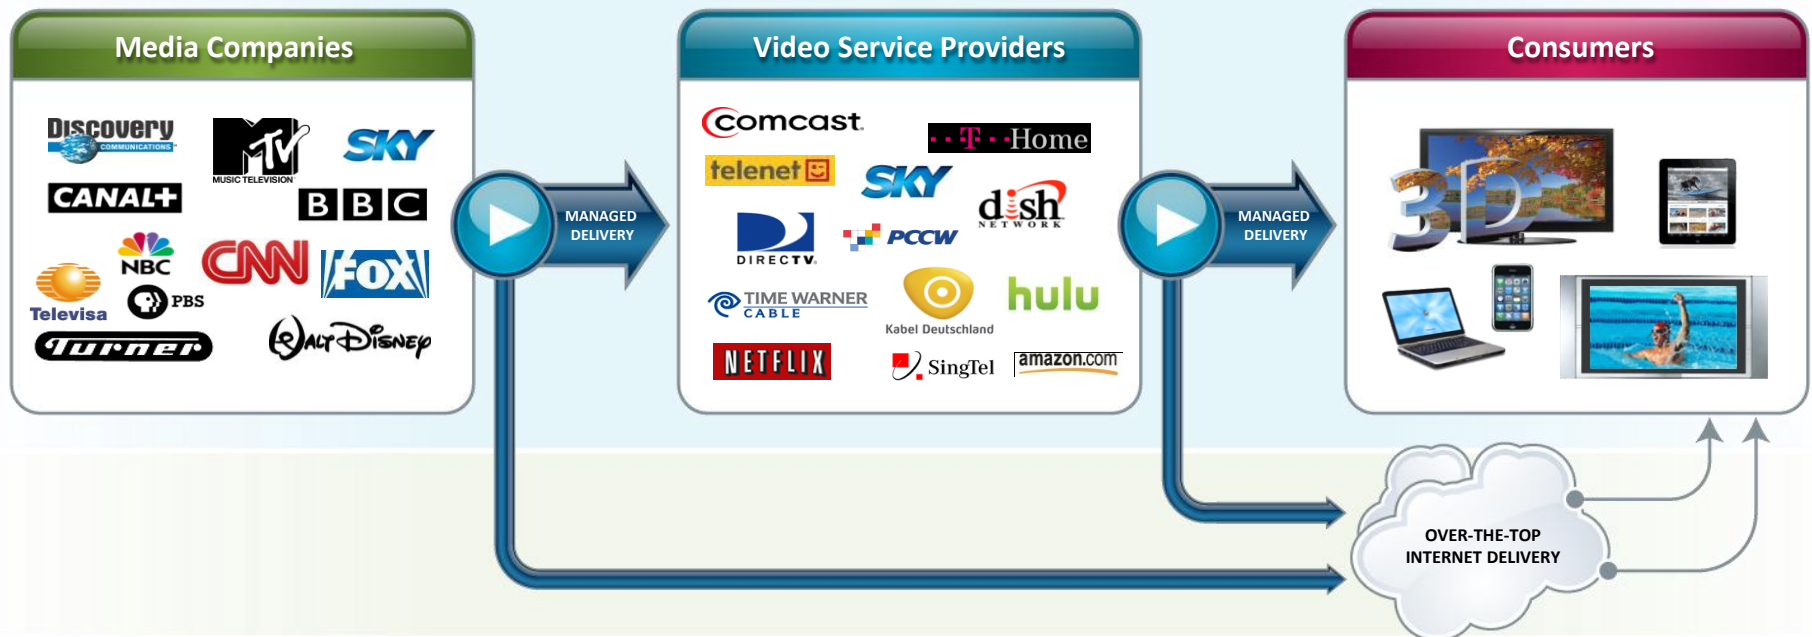 Media Companies
Discovery
COMMUNICATIONS
MTV
MUSIC TELEVISION
SKY
CANAL+
BBC
NBC
CNN
FOX
Televisa
PBS
Turner
WALT DISNEY
MANAGED
DELIVERY
Video Service Providers
Comcast.
T Home
telenet
SKY
dish
NETWORK
DIRECTV.
PCCW
TIME WARNER
CABLE
Kabel Deutschland
hulu
NETFLIX
SingTel
amazon.com
MANAGED
DELIVERY
Consumers
3D
OVER-THE-TOP
INTERNET DELIVERY